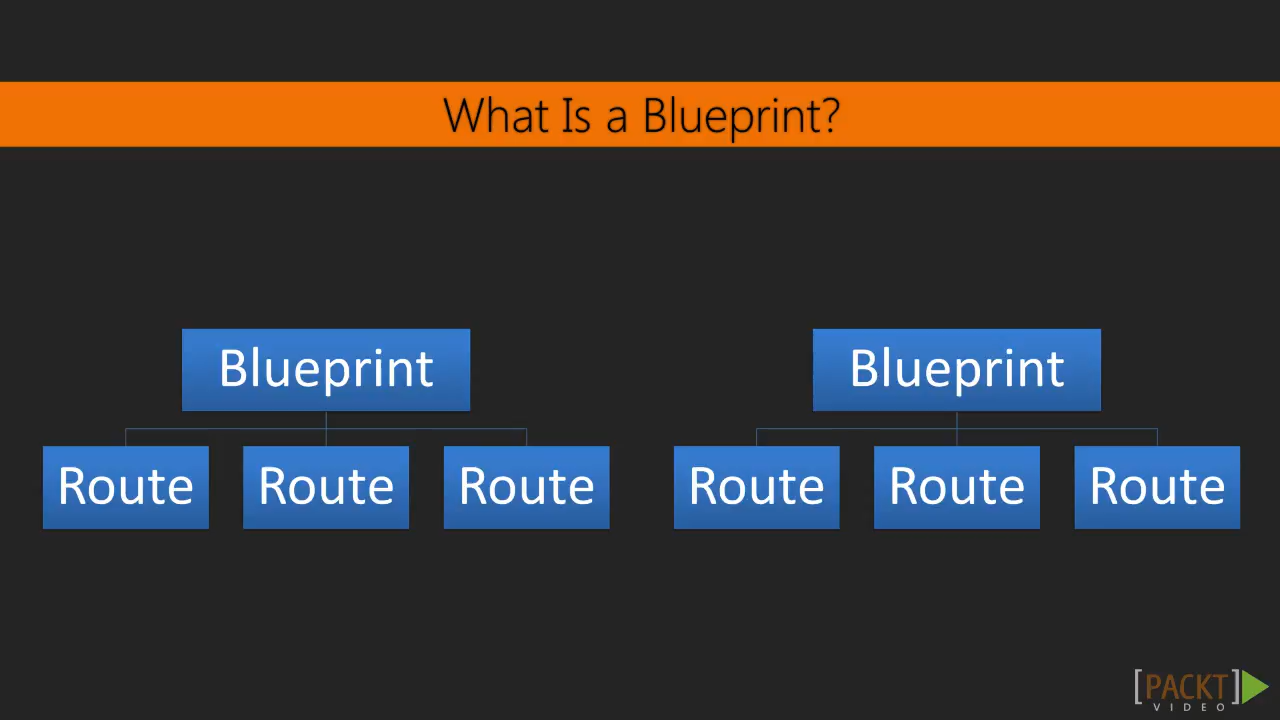 What Is a Blueprint?
Blueprint Blueprint
Route Route Route Route Route Route
[PACKT]
VIDEO